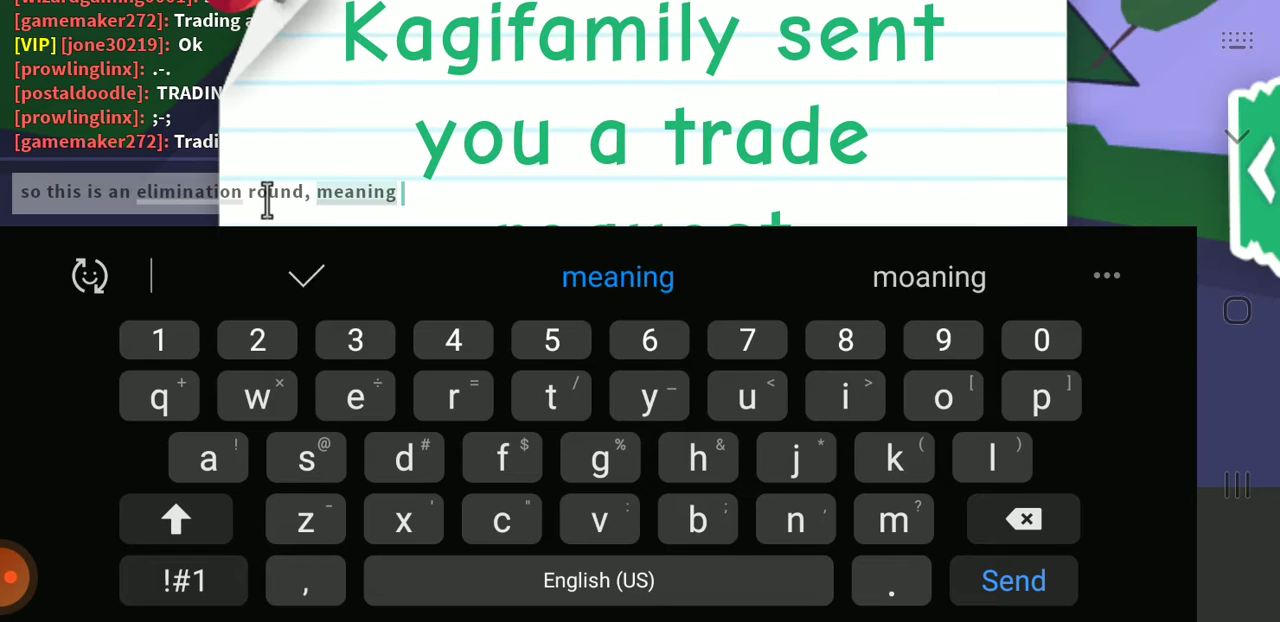 [gamemaker272]: Trading a
[VIP] [jone30219]: Ok
[prowlinglinx]: .-.
[postaldoodle]: TRADIN
[prowlinglinx]: ;-;
[gamemaker272]: Tradi
Kagifamily sent
you a trade
so this is an elimination round, meaning
meaning moaning
1 2 3 4 5 6 7 8 9 0
q + w × e ÷ r = t / y _ u < i > o [ p ]
a ! s @ d # f $ g % h & j * k ( l )
z - x ' c " v : b ; n , m ?
!#1 , English (US) . Send